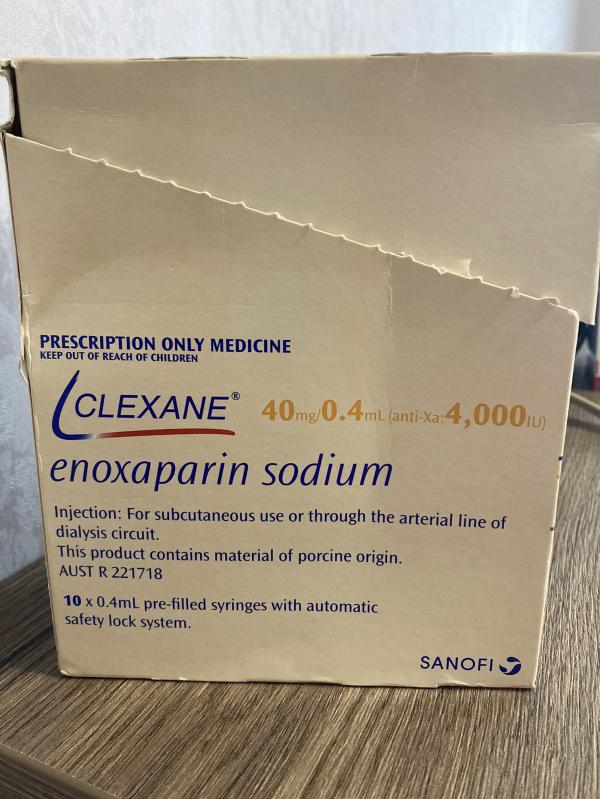 PRESCRIPTION ONLY MEDICINE
KEEP OUT OF REACH OF CHILDREN
CLEXANE® 40mg/0.4mL (anti-Xa:4,000IU)
enoxaparin sodium
Injection: For subcutaneous use or through the arterial line of
dialysis circuit.
This product contains material of porcine origin.
AUST R 221718
10 x 0.4mL pre-filled syringes with automatic
safety lock system.
SANOFI